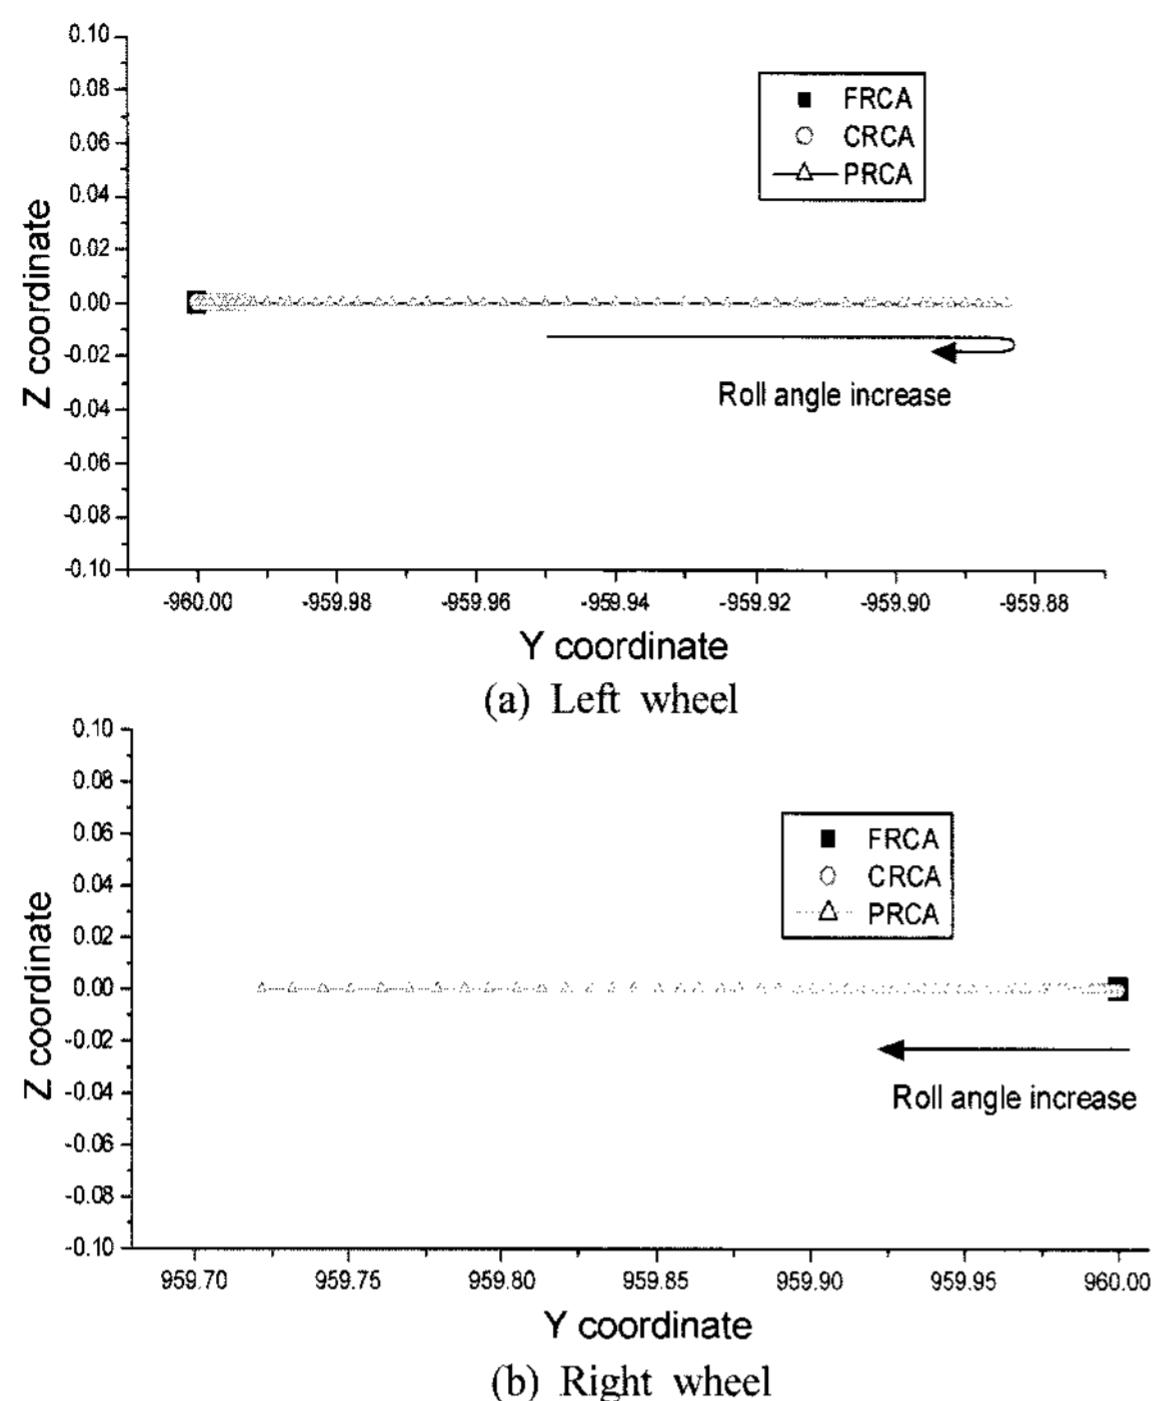 0.10
0.08
0.06
0.04
0.02
0.00
-0.02
-0.04
-0.06
-0.08
-0.10
Z coordinate
FRCA
CRCA
PRCA
Roll angle increase
-960.00 -959.98 -959.96 -959.94 -959.92 -959.90 -959.88
Y coordinate
(a) Left wheel
0.10
0.08
0.06
0.04
0.02
0.00
-0.02
-0.04
-0.06
-0.08
-0.10
Z coordinate
FRCA
CRCA
PRCA
Roll angle increase
959.70 959.75 959.80 959.85 959.90 959.95 960.00
Y coordinate
(b) Right wheel